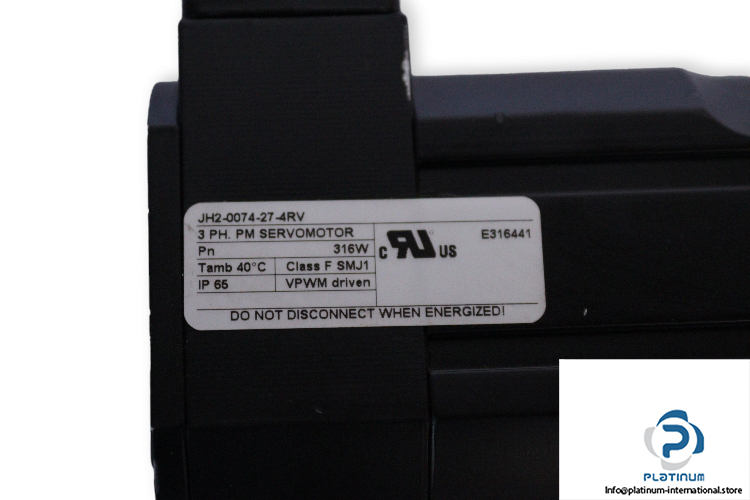 JH2-0074-27-4RV
3 PH. PM SERVOMOTOR
Pn 316W
Tamb 40°C Class F SMJ1
IP 65 VPWM driven
c RU US E316441
DO NOT DISCONNECT WHEN ENERGIZED!
PLATINUM
Info@platinum-international.store